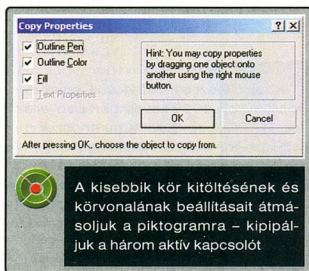 Copy Properties
Outline Pen
Outline Color
Fill
Text Properties
Hint: You may copy properties
by dragging one object onto
another using the right mouse
button.
OK
Cancel
After pressing OK, choose the object to copy from.
A kisebbik kör kitöltésének és
körvonalának beállításait átmá-
soljuk a piktogramra – kipipál-
juk a három aktív kapcsolót